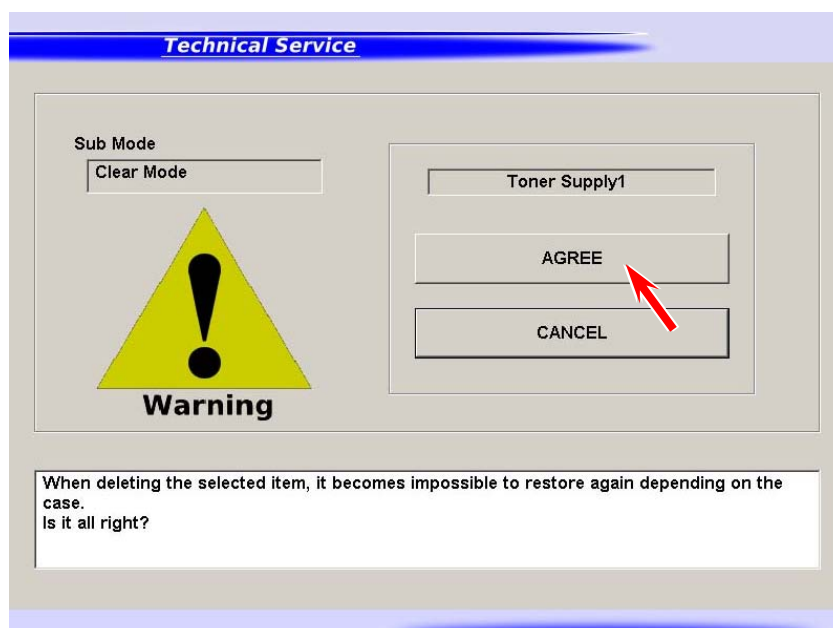 Technical Service
Sub Mode
Clear Mode
Warning
Toner Supply1
AGREE
CANCEL
When deleting the selected item, it becomes impossible to restore again depending on the
case.
Is it all right?